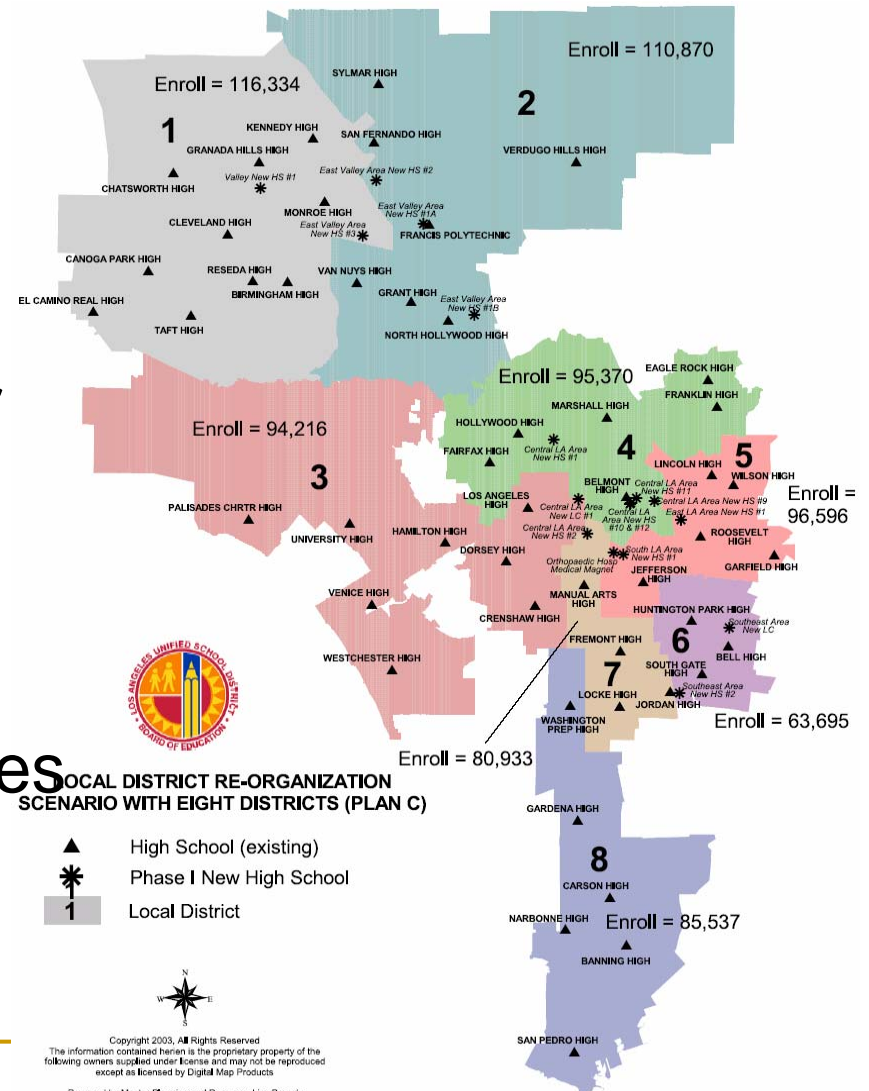 Enroll = 110,870
SYLMAR HIGH
Enroll = 116,334
2
1
KENNEDY HIGH
SAN FERNANDO HIGH
GRANADA HILLS HIGH
VERDUGO HILLS HIGH
East Valley Area New HS #2
Valley New HS #1
CHATSWORTH HIGH
MONROE HIGH
East Valley Area
New HS #1A
CLEVELAND HIGH
East Valley Area
New HS #3
FRANCIS POLYTECHNIC
CANOGA PARK HIGH
RESEDA HIGH
VAN NUYS HIGH
BIRMINGHAM HIGH
GRANT HIGH
EL CAMINO REAL HIGH
East Valley Area
New HS #1B
TAFT HIGH
NORTH HOLLYWOOD HIGH
EAGLE ROCK HIGH
Enroll = 95,370
FRANKLIN HIGH
MARSHALL HIGH
HOLLYWOOD HIGH
Enroll = 94,216
4
5
FAIRFAX HIGH
Central LA Area
New HS #1
LINCOLN HIGH
3
WILSON HIGH
BELMONT
HIGH
Central LA Area
New HS #11
Enroll =
96,596
LOS ANGELES
HIGH
Central LA Area New HS #9
Central LA Area
New LC #1
Central LA
Area New HS
#10 & #12
East LA Area New HS #1
PALISADES CHRTR HIGH
UNIVERSITY HIGH
HAMILTON HIGH
Central LA Area
New HS #2
ROOSEVELT
HIGH
DORSEY HIGH
South LA Area
New HS #1
Orthopaedic Hosp
Medical Magnet
JEFFERSON
HIGH
GARFIELD HIGH
VENICE HIGH
MANUAL ARTS
HIGH
CRENSHAW HIGH
HUNTINGTON PARK HIGH
Southeast Area
New LC
FREMONT HIGH
6
BELL HIGH
WESTCHESTER HIGH
7
SOUTH GATE
HIGH
LOCKE HIGH
Southeast Area
New HS #2
JORDAN HIGH
WASHINGTON
PREP HIGH
Enroll = 63,695
LOS ANGELES UNIFIED SCHOOL DISTRICT
BOARD OF EDUCATION
Enroll = 80,933
es
LOCAL DISTRICT RE-ORGANIZATION
SCENARIO WITH EIGHT DISTRICTS (PLAN C)
GARDENA HIGH
High School (existing)
Phase I New High School
1 Local District
8
CARSON HIGH
NARBONNE HIGH
Enroll = 85,537
BANNING HIGH
N
W E
S
SAN PEDRO HIGH
Copyright 2003, All Rights Reserved
The information contained herien is the proprietary property of the
following owners supplied under license and may not be reproduced
except as licensed by Digital Map Products